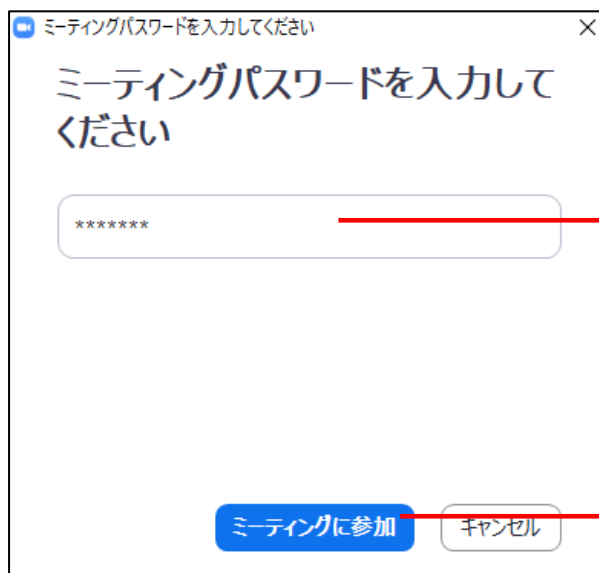 ミーティングパスワードを入力してください
ミーティングパスワードを入力して
ください
*******
ミーティングに参加
キャンセル